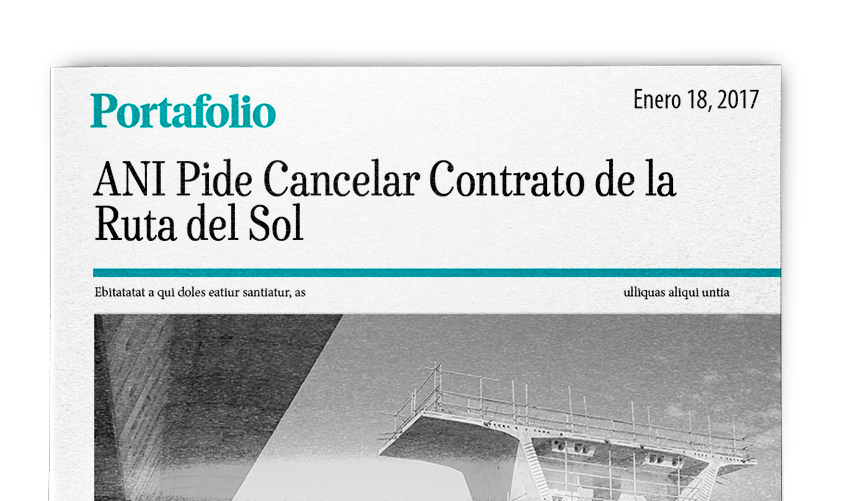 Portafolio
Enero 18, 2017
ANI Pide Cancelar Contrato de la
Ruta del Sol
Ebitatatat a qui doles eatiur santiatur, as
ulliquas aliqui untia